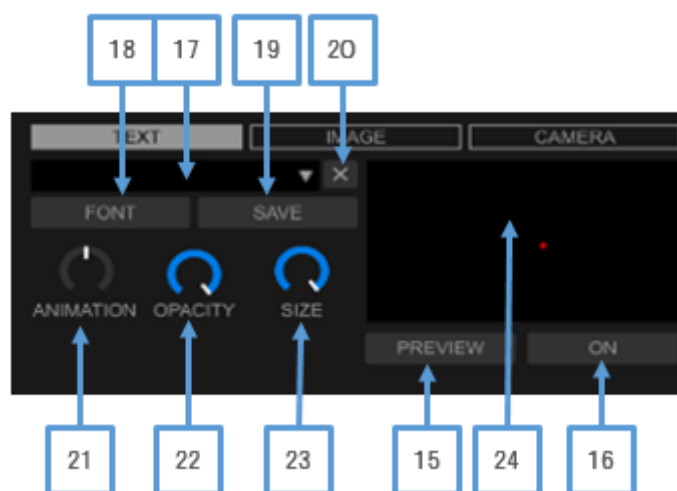 18 17 19 20
TEXT IMAGE CAMERA
FONT SAVE
ANIMATION OPACITY SIZE
PREVIEW ON
21 22 23 15 24 16